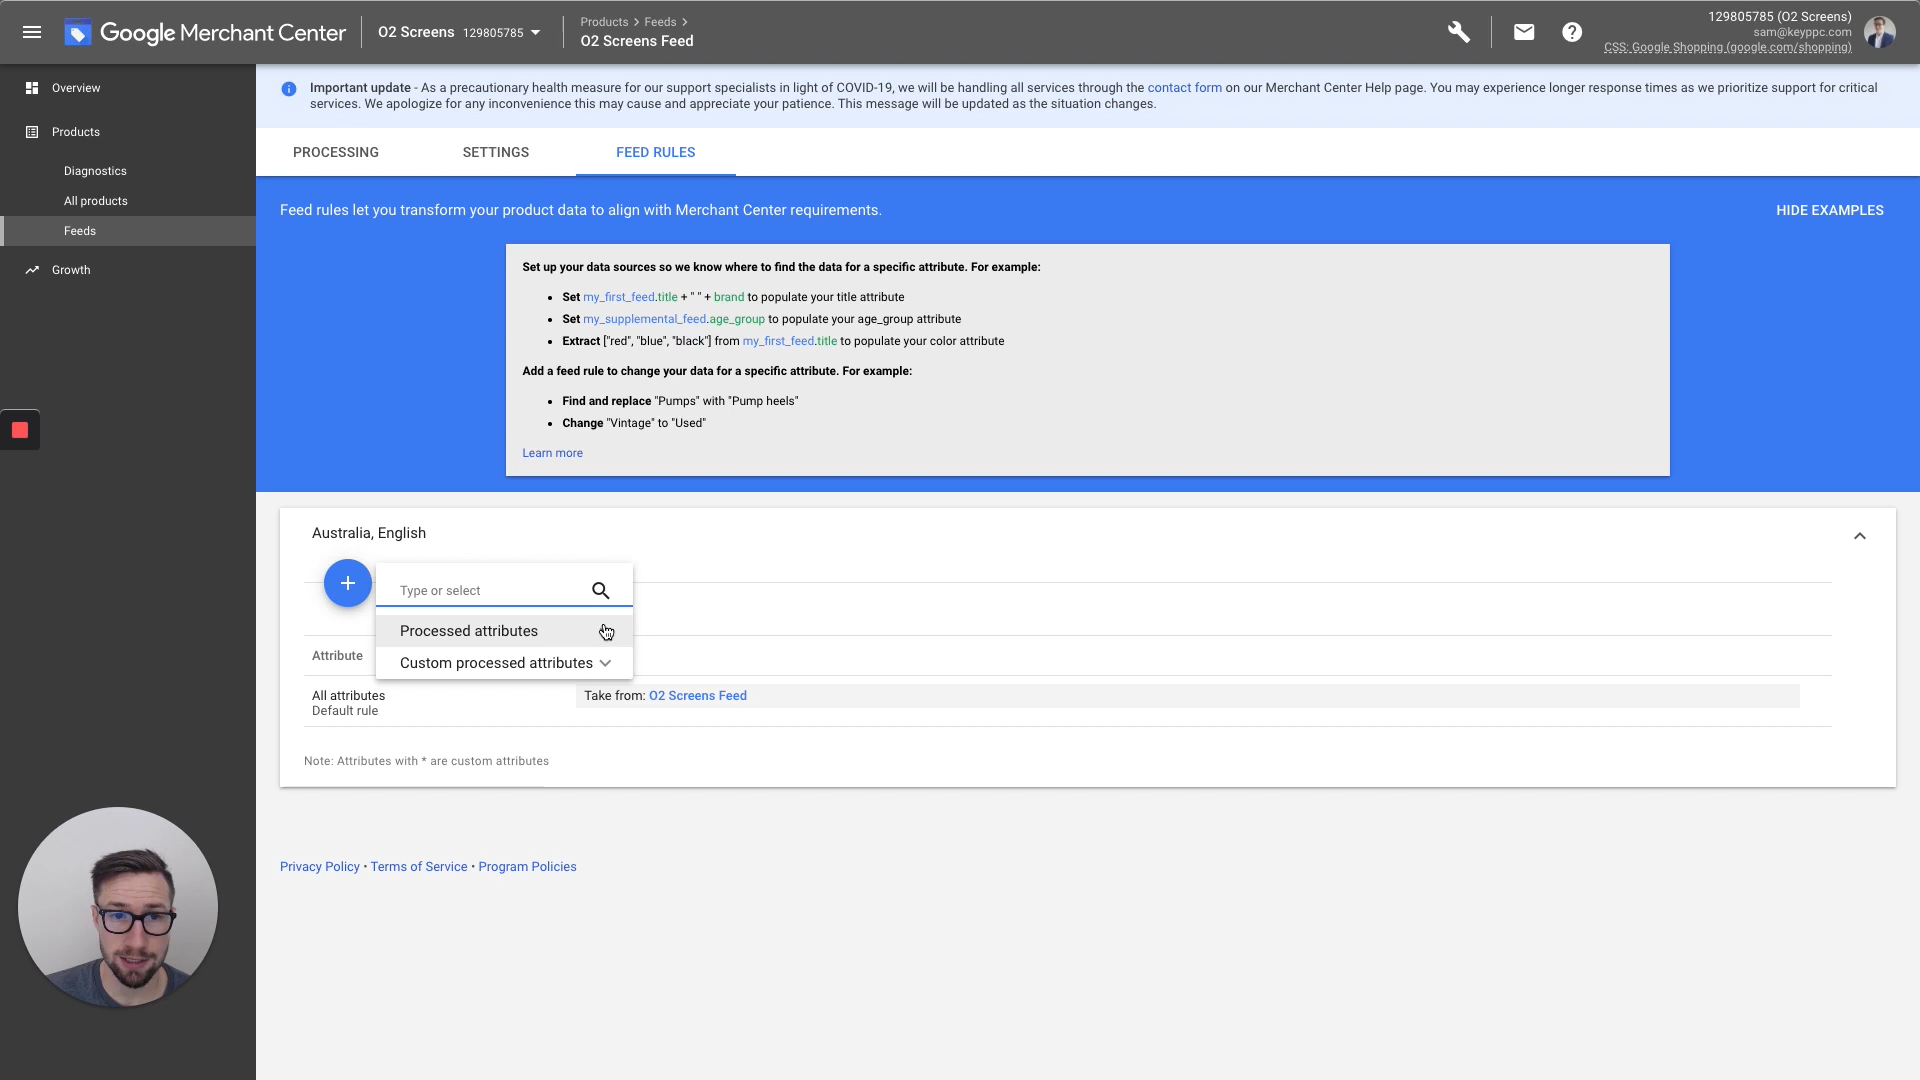 Google Merchant Center
O2 Screens 129805785
Products > Feeds >
O2 Screens Feed
129805785 (O2 Screens)
sam@keyppc.com
CSS: Google Shopping (google.com/shopping)
Overview
Products
Diagnostics
All products
Feeds
Growth
Important update - As a precautionary health measure for our support specialists in light of COVID-19, we will be handling all services through the contact form on our Merchant Center Help page. You may experience longer response times as we prioritize support for critical
services. We apologize for any inconvenience this may cause and appreciate your patience. This message will be updated as the situation changes.
PROCESSING
SETTINGS
FEED RULES
Feed rules let you transform your product data to align with Merchant Center requirements.
HIDE EXAMPLES
Set up your data sources so we know where to find the data for a specific attribute. For example:
• Set my_first_feed.title + " " + brand to populate your title attribute
• Set my_supplemental_feed.age_group to populate your age_group attribute
• Extract ["red", "blue", "black"] from my_first_feed.title to populate your color attribute
Add a feed rule to change your data for a specific attribute. For example:
• Find and replace "Pumps" with "Pump heels"
• Change "Vintage" to "Used"
Learn more
Australia, English
Type or select
Processed attributes
Custom processed attributes
Attribute
All attributes
Default rule
Take from: O2 Screens Feed
Note: Attributes with * are custom attributes
Privacy Policy • Terms of Service • Program Policies